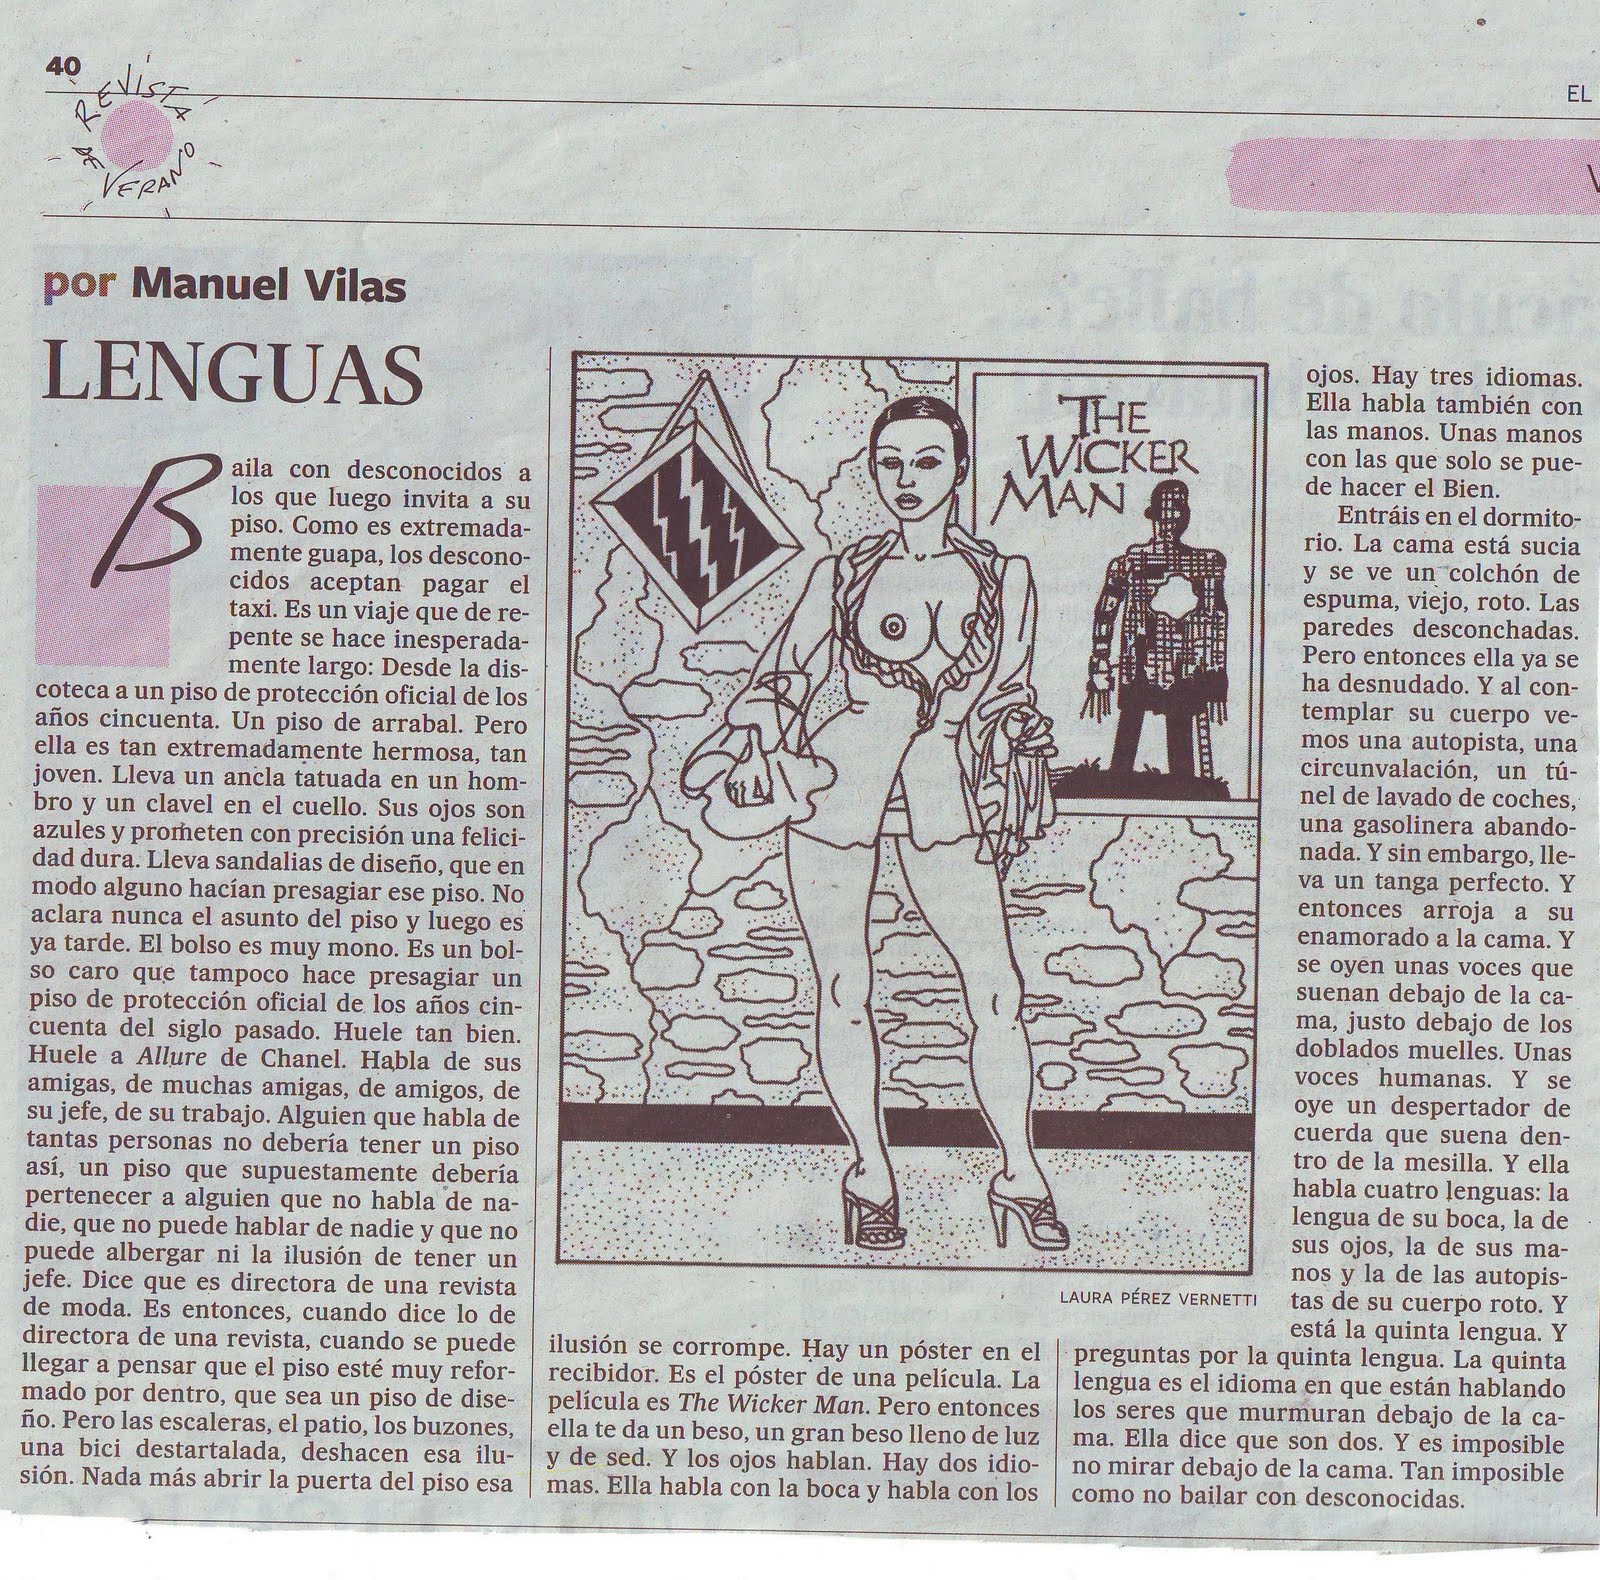 40
REVISTA
DE
VERANO
EL
por Manuel Vilas
LENGUAS
Baila con desconocidos a
los que luego invita a su
piso. Como es extremada-
mente guapa, los descono-
cidos aceptan pagar el
taxi. Es un viaje que de re-
pente se hace inesperada-
mente largo: Desde la dis-
coteca a un piso de protección oficial de los
años cincuenta. Un piso de arrabal. Pero
ella es tan extremadamente hermosa, tan
joven. Lleva un ancla tatuada en un hom-
bro y un clavel en el cuello. Sus ojos son
azules y prometen con precisión una felici-
dad dura. Lleva sandalias de diseño, que en
modo alguno hacían presagiar ese piso. No
aclara nunca el asunto del piso y luego es
ya tarde. El bolso es muy mono. Es un bol-
so caro que tampoco hace presagiar un
piso de protección oficial de los años cin-
cuenta del siglo pasado. Huele tan bien.
Huele a Allure de Chanel. Habla de sus
amigas, de muchas amigas, de amigos, de
su jefe, de su trabajo. Alguien que habla de
tantas personas no debería tener un piso
así, un piso que supuestamente debería
pertenecer a alguien que no habla de na-
die, que no puede hablar de nadie y que no
puede albergar ni la ilusión de tener un
jefe. Dice que es directora de una revista
de moda. Es entonces, cuando dice lo de
directora de una revista, cuando se puede
llegar a pensar que el piso esté muy refor-
mado por dentro, que sea un piso de dise-
ño. Pero las escaleras, el patio, los buzones,
una bici destartalada, deshacen esa ilu-
sión. Nada más abrir la puerta del piso esa
THE
WICKER
MAN
LAURA PÉREZ VERNETTI
ilusión se corrompe. Hay un póster en el
recibidor. Es el póster de una película. La
película es The Wicker Man. Pero entonces
ella te da un beso, un gran beso lleno de luz
y de sed. Y los ojos hablan. Hay dos idio-
mas. Ella habla con la boca y habla con los
ojos. Hay tres idiomas.
Ella habla también con
las manos. Unas manos
con las que solo se pue-
de hacer el Bien.
Entráis en el dormito-
rio. La cama está sucia
y se ve un colchón de
espuma, viejo, roto. Las
paredes desconchadas.
Pero entonces ella ya se
ha desnudado. Y al con-
templar su cuerpo ve-
mos una autopista, una
circunvalación, un tú-
nel de lavado de coches,
una gasolinera abando-
nada. Y sin embargo, lle-
va un tanga perfecto. Y
entonces arroja a su
enamorado a la cama. Y
se oyen unas voces que
suenan debajo de la ca-
ma, justo debajo de los
doblados muelles. Unas
voces humanas. Y se
oye un despertador de
cuerda que suena den-
tro de la mesilla. Y ella
habla cuatro lenguas: la
lengua de su boca, la de
sus ojos, la de sus ma-
nos y la de las autopis-
tas de su cuerpo roto. Y
está la quinta lengua. Y
preguntas por la quinta lengua. La quinta
lengua es el idioma en que están hablando
los seres que murmuran debajo de la ca-
ma. Ella dice que son dos. Y es imposible
no mirar debajo de la cama. Tan imposible
como no bailar con desconocidas.